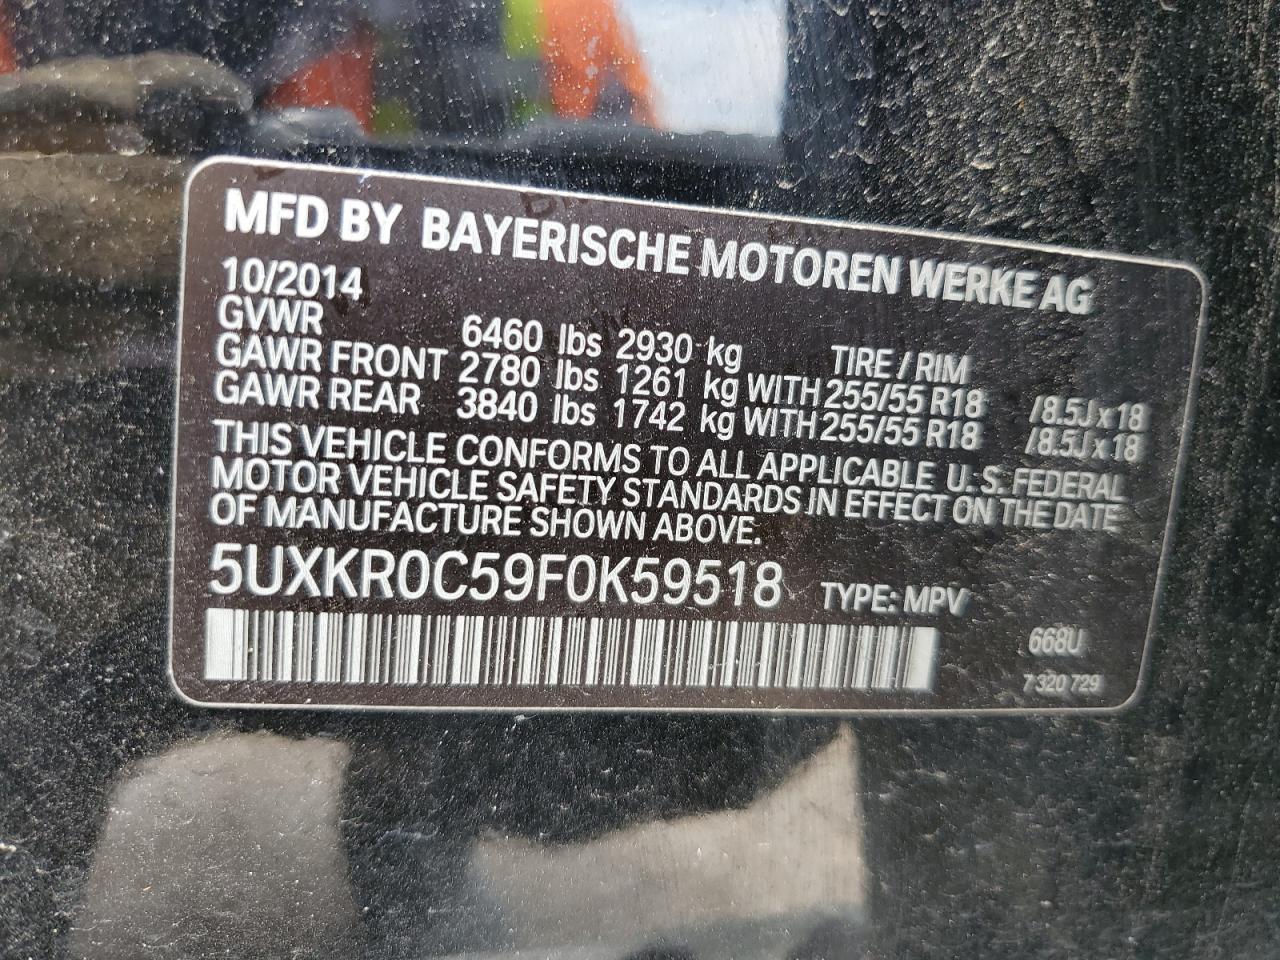 MFD BY BAYERISCHE MOTOREN WERKE AG
10/2014
GVWR 6460 lbs 2930 kg TIRE / RIM
GAWR FRONT 2780 lbs 1261 kg WITH 255/55 R18 /8.5J x 18
GAWR REAR 3840 lbs 1742 kg WITH 255/55 R18 /8.5J x 18
THIS VEHICLE CONFORMS TO ALL APPLICABLE U.S. FEDERAL
MOTOR VEHICLE SAFETY STANDARDS IN EFFECT ON THE DATE
OF MANUFACTURE SHOWN ABOVE.
5UXKR0C59F0K59518 TYPE: MPV
668U
7 320 729